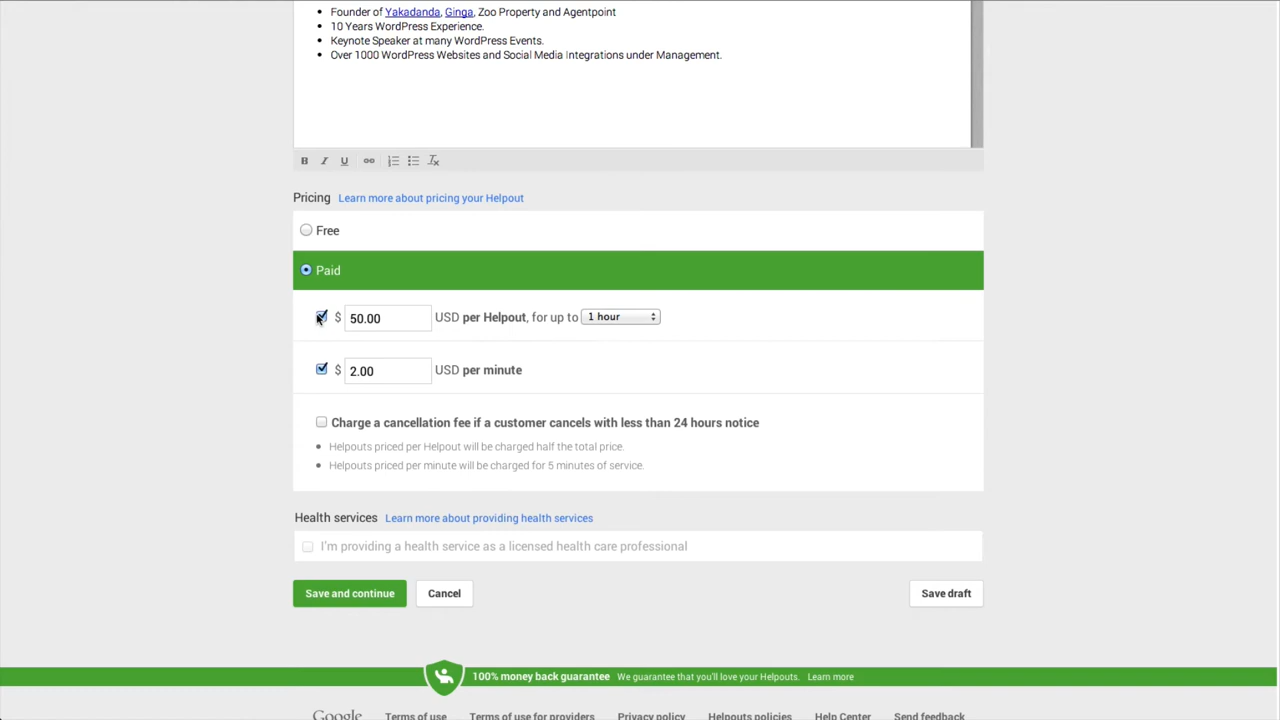 Founder of Yakadanda, Ginga, Zoo Property and Agentpoint
10 Years WordPress Experience.
Keynote Speaker at many WordPress Events.
Over 1000 WordPress Websites and Social Media Integrations under Management.
B I U
Pricing Learn more about pricing your Helpout
Free
Paid
$ 50.00 USD per Helpout, for up to 1 hour
$ 2.00 USD per minute
Charge a cancellation fee if a customer cancels with less than 24 hours notice
Helpouts priced per Helpout will be charged half the total price.
Helpouts priced per minute will be charged for 5 minutes of service.
Health services Learn more about providing health services
I'm providing a health service as a licensed health care professional
Save and continue Cancel Save draft
100% money back guarantee We guarantee that you'll love your Helpouts. Learn more
Google Terms of use Terms of use for providers Privacy policy Helpouts policies Help Center Send feedback